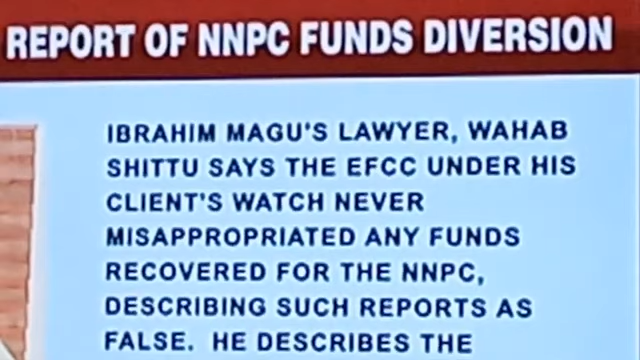 REPORT OF NNPC FUNDS DIVERSION
IBRAHIM MAGU'S LAWYER, WAHAB
SHITTU SAYS THE EFCC UNDER HIS
CLIENT'S WATCH NEVER
MISAPPROPRIATED ANY FUNDS
RECOVERED FOR THE NNPC,
DESCRIBING SUCH REPORTS AS
FALSE. HE DESCRIBES THE